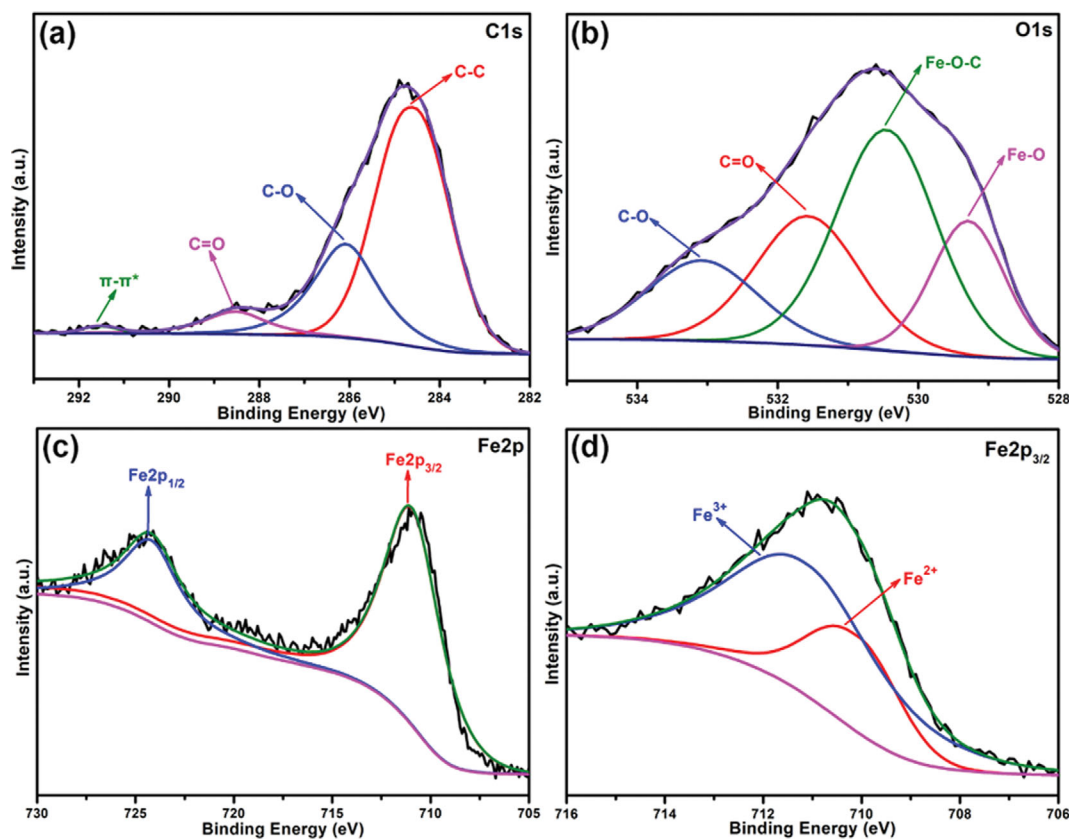 (a)
C1s
C-C
C-O
C=O
π-π*
Intensity (a.u.)
292 290 288 286 284 282
Binding Energy (eV)
(b)
O1s
Fe-O-C
Fe-O
C=O
C-O
Intensity (a.u.)
534 532 530 528
Binding Energy (eV)
(c)
Fe2p
Fe2p3/2
Fe2p1/2
Intensity (a.u.)
730 725 720 715 710 705
Binding Energy (eV)
(d)
Fe2p3/2
Fe3+
Fe2+
Intensity (a.u.)
716 714 712 710 708 706
Binding Energy (eV)